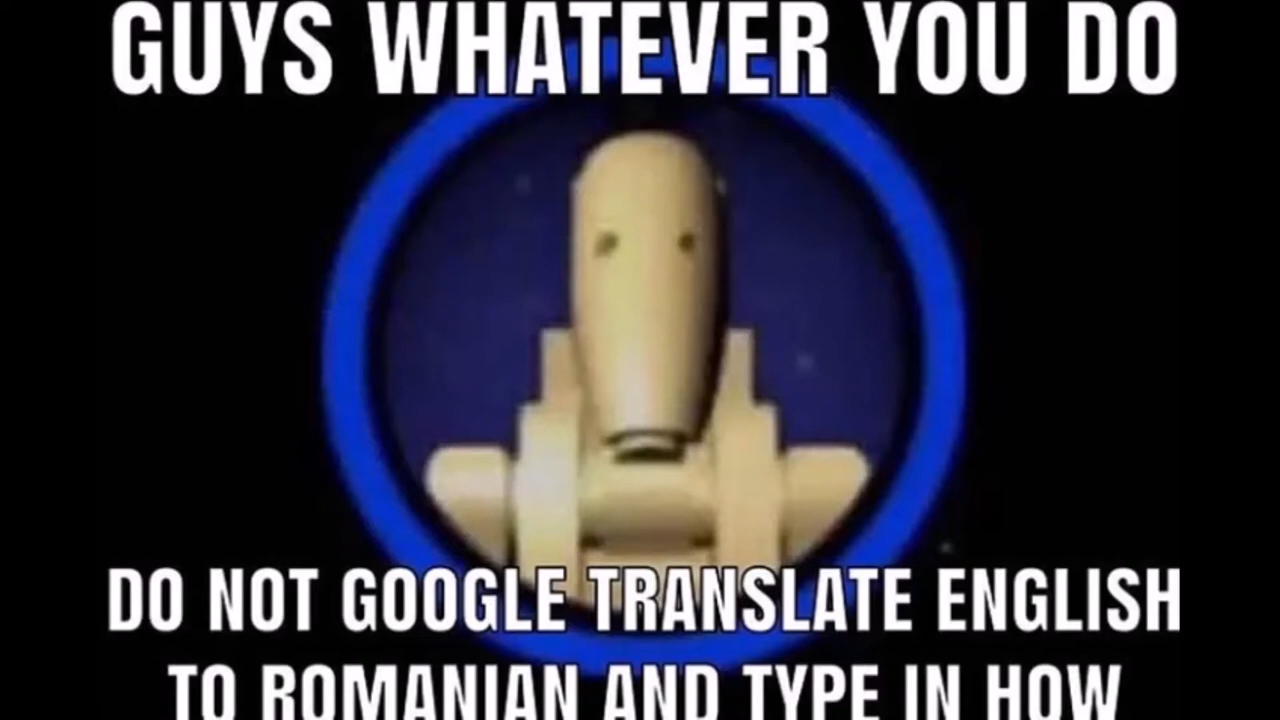 GUYS WHATEVER YOU DO
DO NOT GOOGLE TRANSLATE ENGLISH
TO ROMANIAN AND TYPE IN HOW